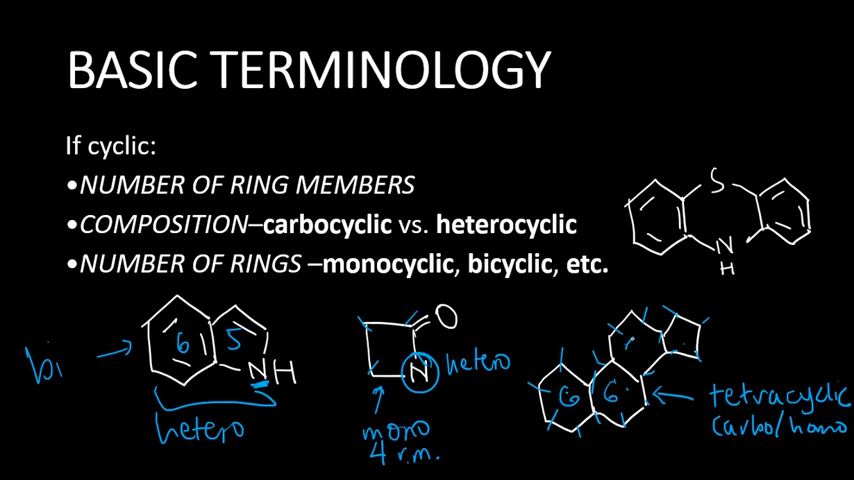 BASIC TERMINOLOGY
If cyclic:
•NUMBER OF RING MEMBERS
•COMPOSITION–carbocyclic vs. heterocyclic
•NUMBER OF RINGS –monocyclic, bicyclic, etc.
S
N
H
bi
6 5
NH
hetero
O
N
hetero
mono
4 r.m.
6 6
tetracyclic
carbo/homo